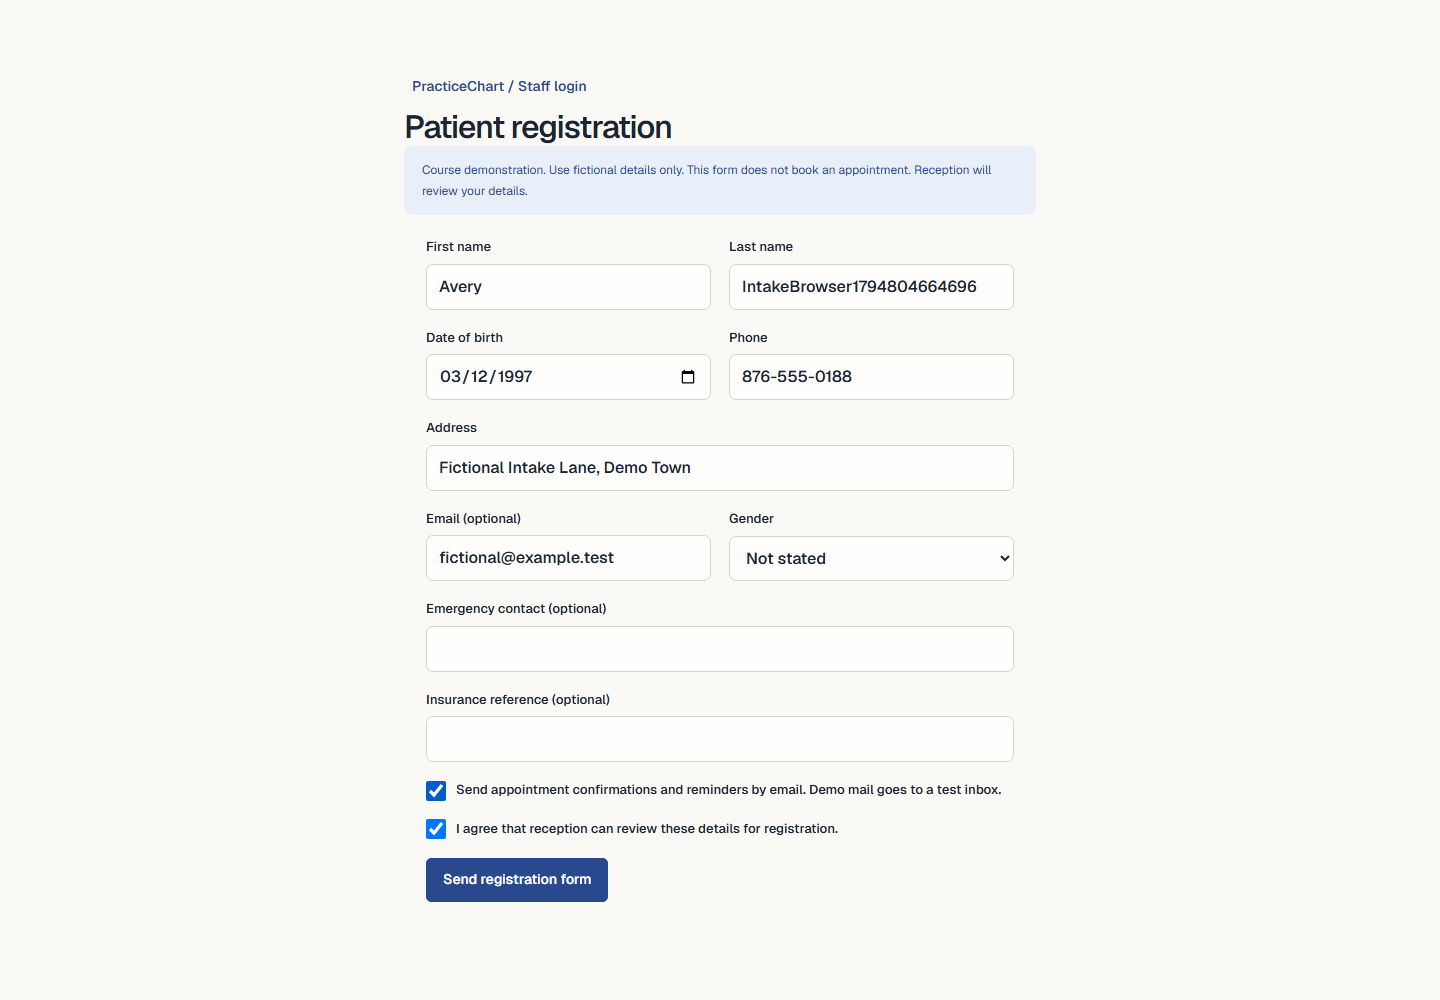 PracticeChart / Staff login
Patient registration
Course demonstration. Use fictional details only. This form does not book an appointment. Reception will
review your details.
First name
Last name
Avery
IntakeBrowser1794804664696
Date of birth
Phone
03/12/1997
876-555-0188
Address
Fictional Intake Lane, Demo Town
Email (optional)
Gender
fictional@example.test
Not stated
Emergency contact (optional)
Insurance reference (optional)
Send appointment confirmations and reminders by email. Demo mail goes to a test inbox.
I agree that reception can review these details for registration.
Send registration form